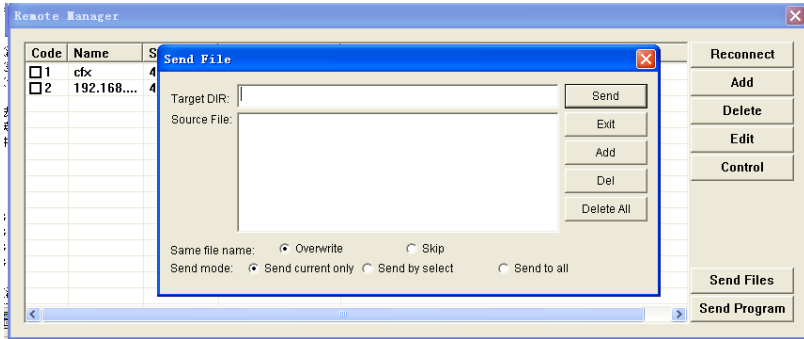 Remote Manager
Code Name S
1 cfx 4
2 192.168.... 4
Send File
Target DIR:
Source File:
Send
Exit
Add
Del
Delete All
Same file name: Overwrite Skip
Send mode: Send current only Send by select Send to all
Reconnect
Add
Delete
Edit
Control
Send Files
Send Program